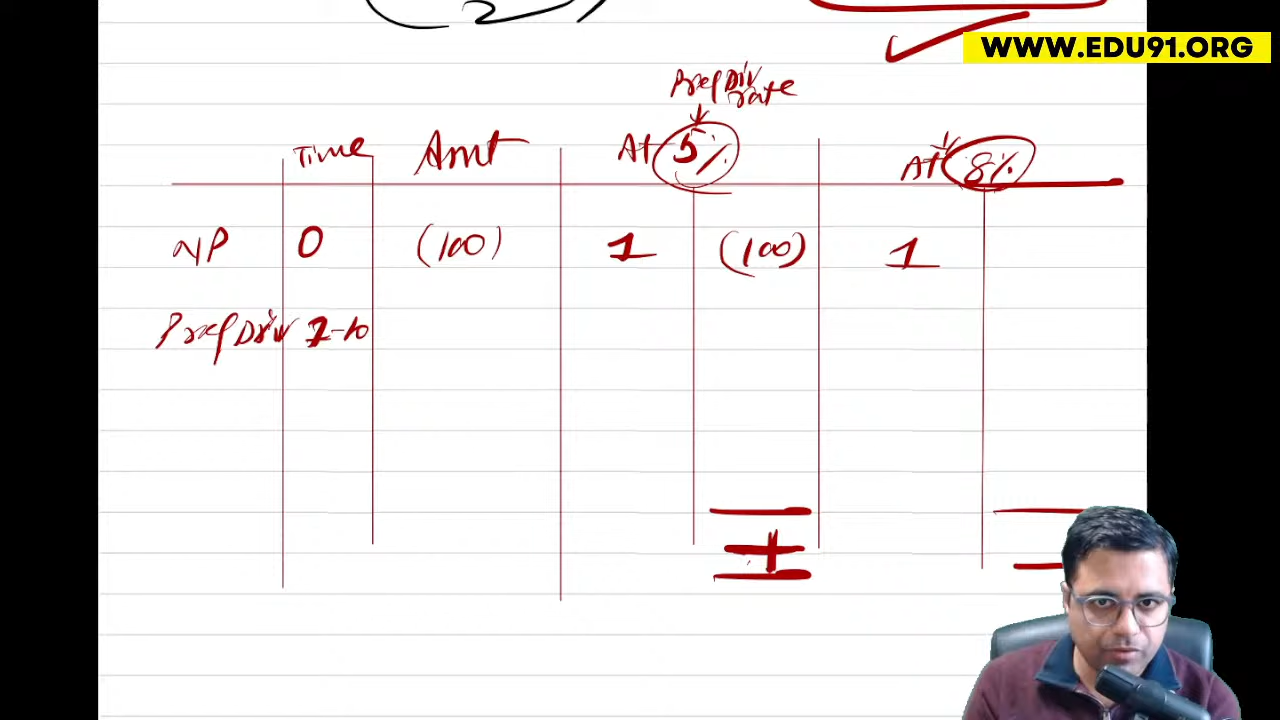 2
WWW.EDU91.ORG
Pref Div
rate
Time Amt At 5% At 8%
NP 0 (100) 1 (100) 1
Pref Div 1-10
+